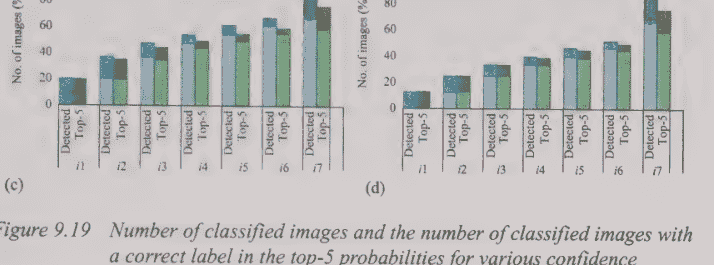 No. of images (%
60
40
20
0
Detected
Top-5
Detected
Top-5
Detected
Top-5
Detected
Top-5
Detected
Top-5
Detected
Top-5
Detected
Top-5
i1
i2
i3
i4
i5
i6
i7
(c)
No. of images (%
80
60
40
20
0
Detected
Top-5
Detected
Top-5
Detected
Top-5
Detected
Top-5
Detected
Top-5
Detected
Top-5
Detected
Top-5
i1
i2
i3
i4
i5
i6
i7
(d)
Figure 9.19 Number of classified images and the number of classified images with
a correct label in the top-5 probabilities for various confidence